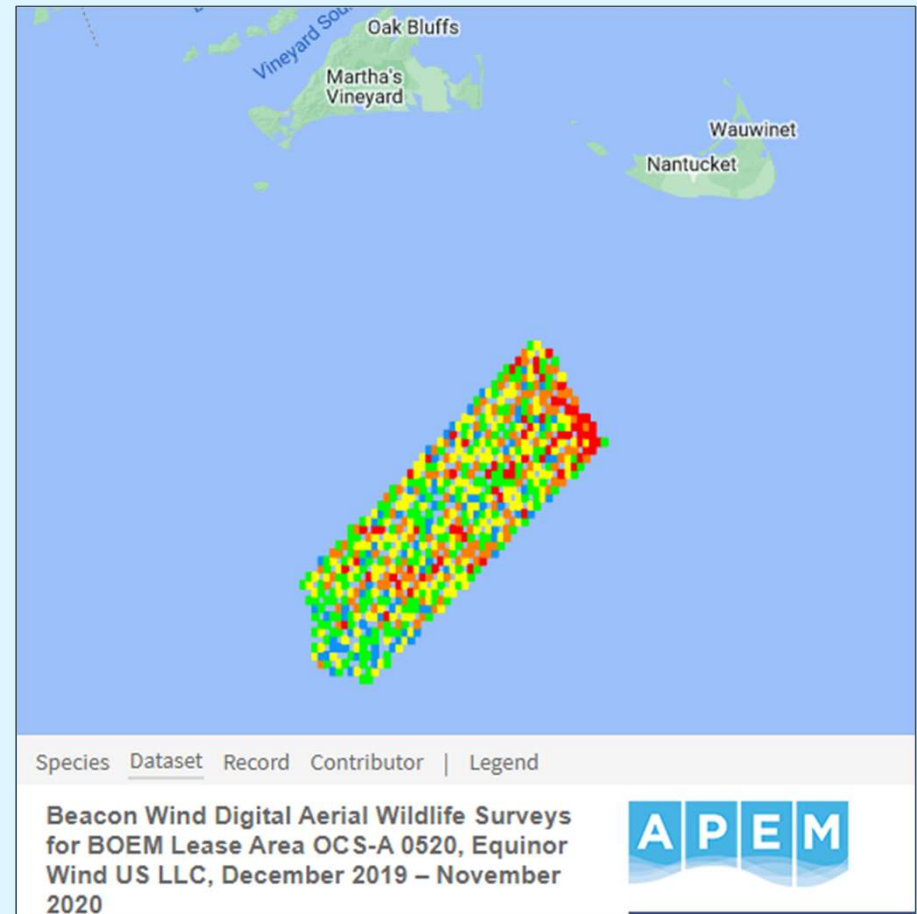 Oak Bluffs
Vineyard Sou
Martha's
Vineyard
Wauwinet
Nantucket
Species Dataset Record Contributor | Legend
Beacon Wind Digital Aerial Wildlife Surveys
for BOEM Lease Area OCS-A 0520, Equinor
Wind US LLC, December 2019 – November
2020
APEM